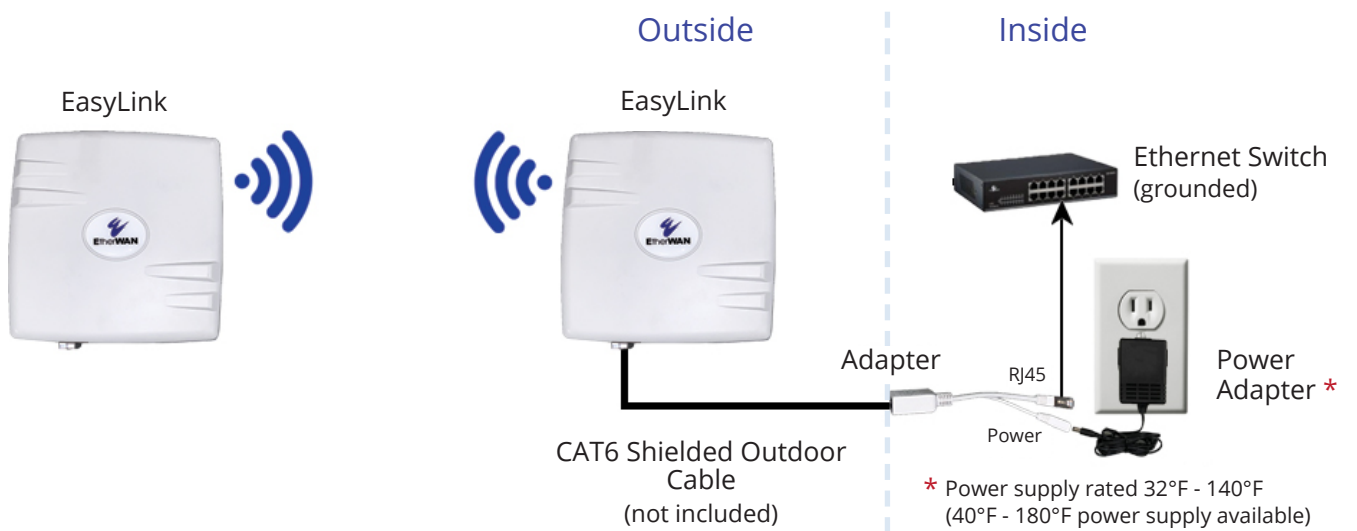 Outside
Inside
EasyLink
EasyLink
EtherWAN
EtherWAN
Ethernet Switch
(grounded)
Adapter
RJ45
Power
Power
Adapter *
CAT6 Shielded Outdoor
Cable
(not included)
* Power supply rated 32°F - 140°F
(40°F - 180°F power supply available)